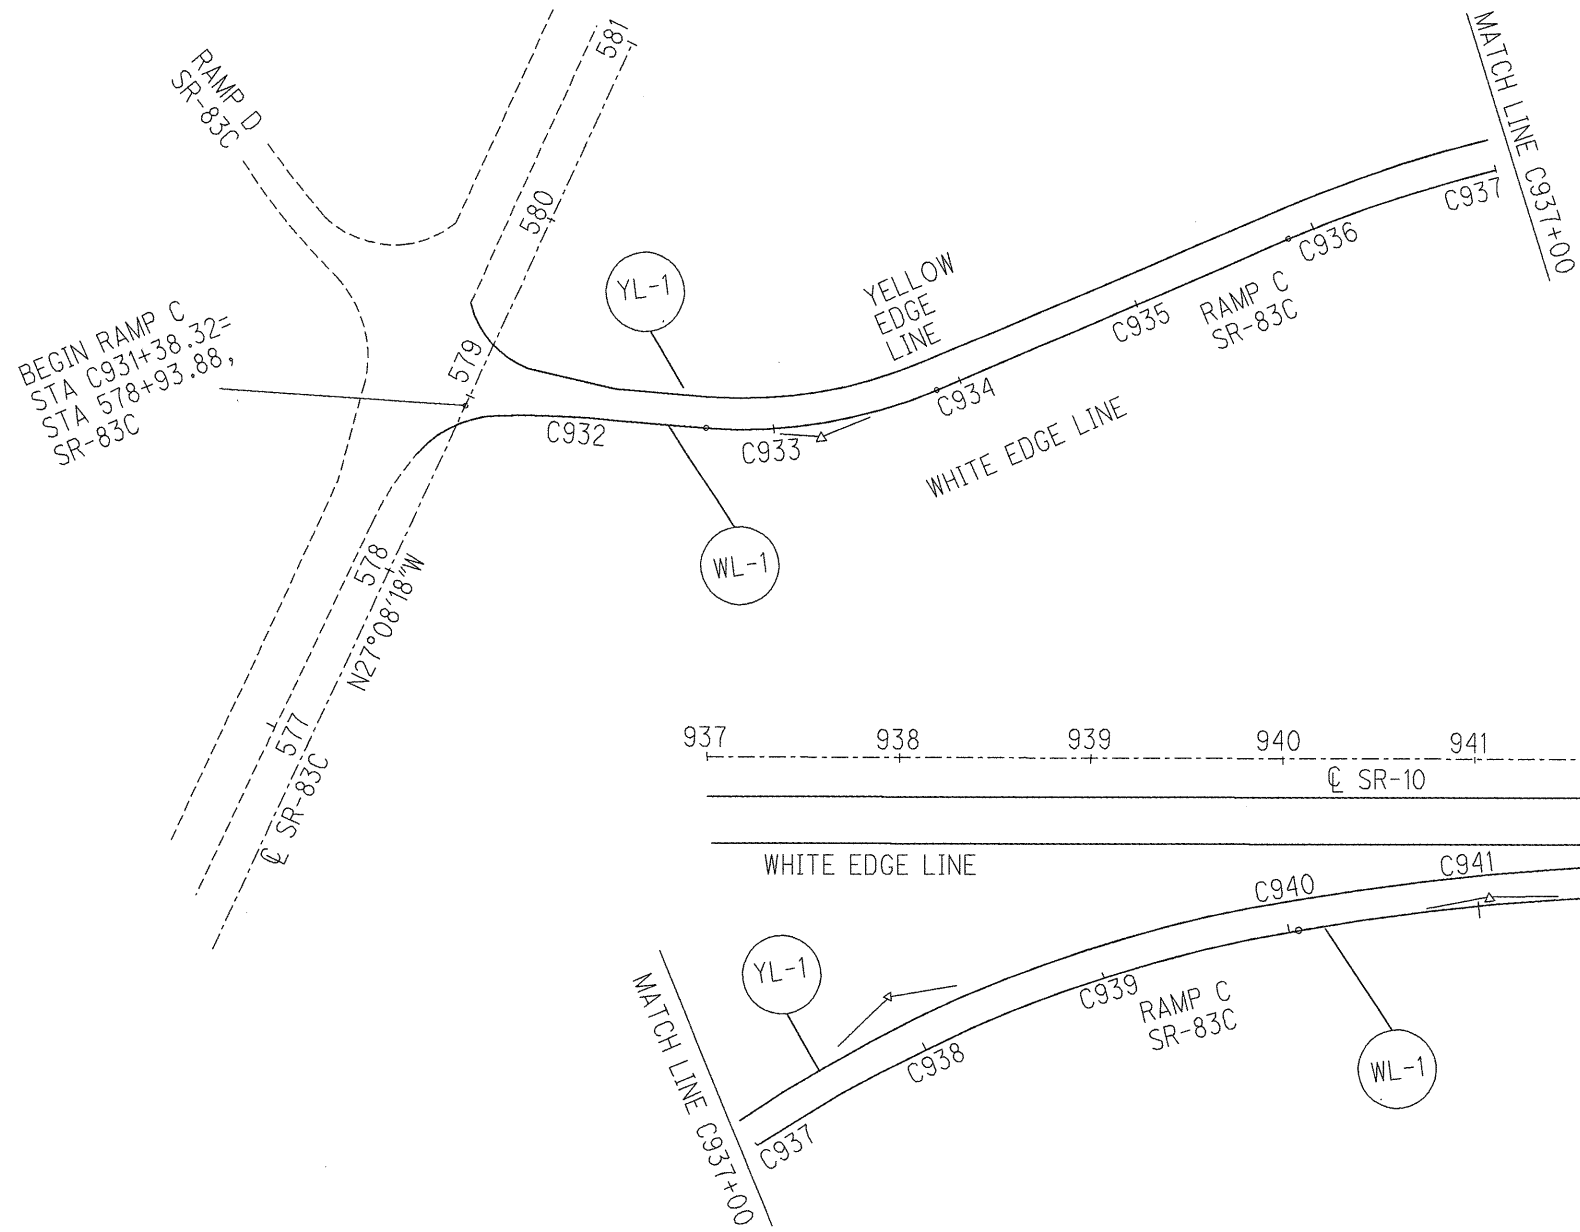 RAMP D
SR-83C
581
580
579
578
577
BEGIN RAMP C
STA C931+38.32=
STA 578+93.88,
SR-83C
N27°08'18"W
℄ SR-83C
YL-1
WL-1
C932
C933
C934
C935
C936
C937
YELLOW
EDGE
LINE
WHITE EDGE LINE
RAMP C
SR-83C
MATCH LINE C937+00
937
938
939
940
941
℄ SR-10
WHITE EDGE LINE
C941
C940
YL-1
C939
RAMP C
SR-83C
C938
WL-1
C937
MATCH LINE C937+00